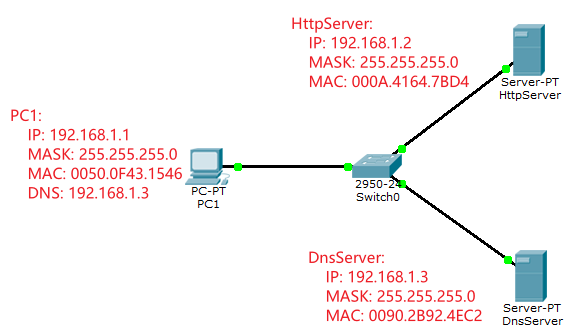 HttpServer:
IP: 192.168.1.2
MASK: 255.255.255.0
MAC: 000A.4164.7BD4
Server-PT
HttpServer
PC1:
IP: 192.168.1.1
MASK: 255.255.255.0
MAC: 0050.0F43.1546
DNS: 192.168.1.3
PC-PT
PC1
2950-24
Switch0
DnsServer:
IP: 192.168.1.3
MASK: 255.255.255.0
MAC: 0090.2B92.4EC2
Server-PT
DnsServer